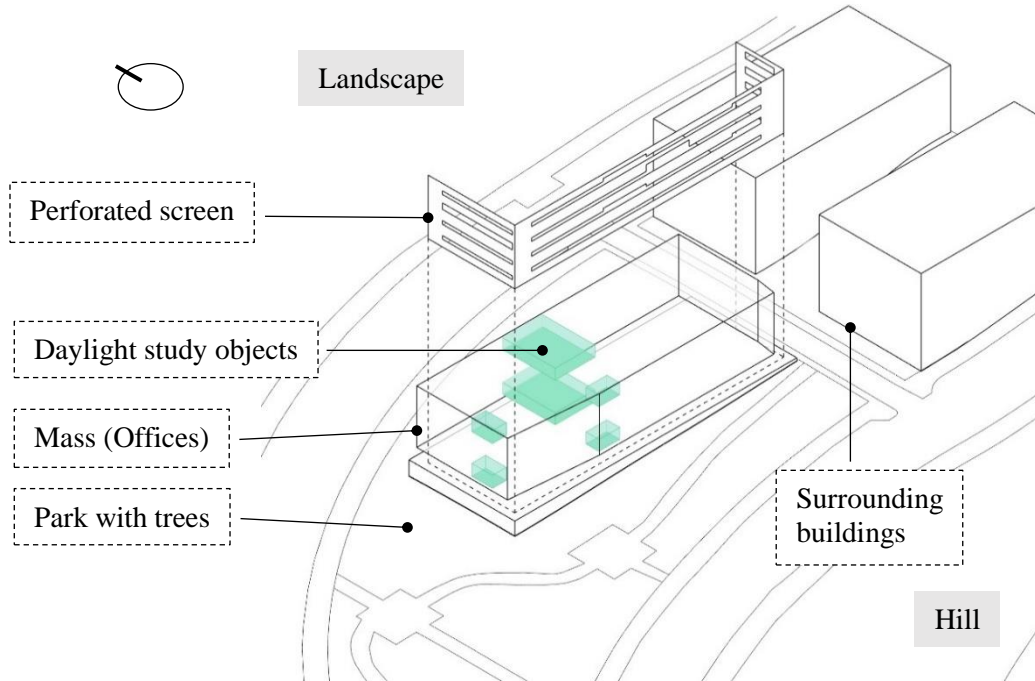 Landscape
Perforated screen
Daylight study objects
Mass (Offices)
Park with trees
Surrounding
buildings
Hill